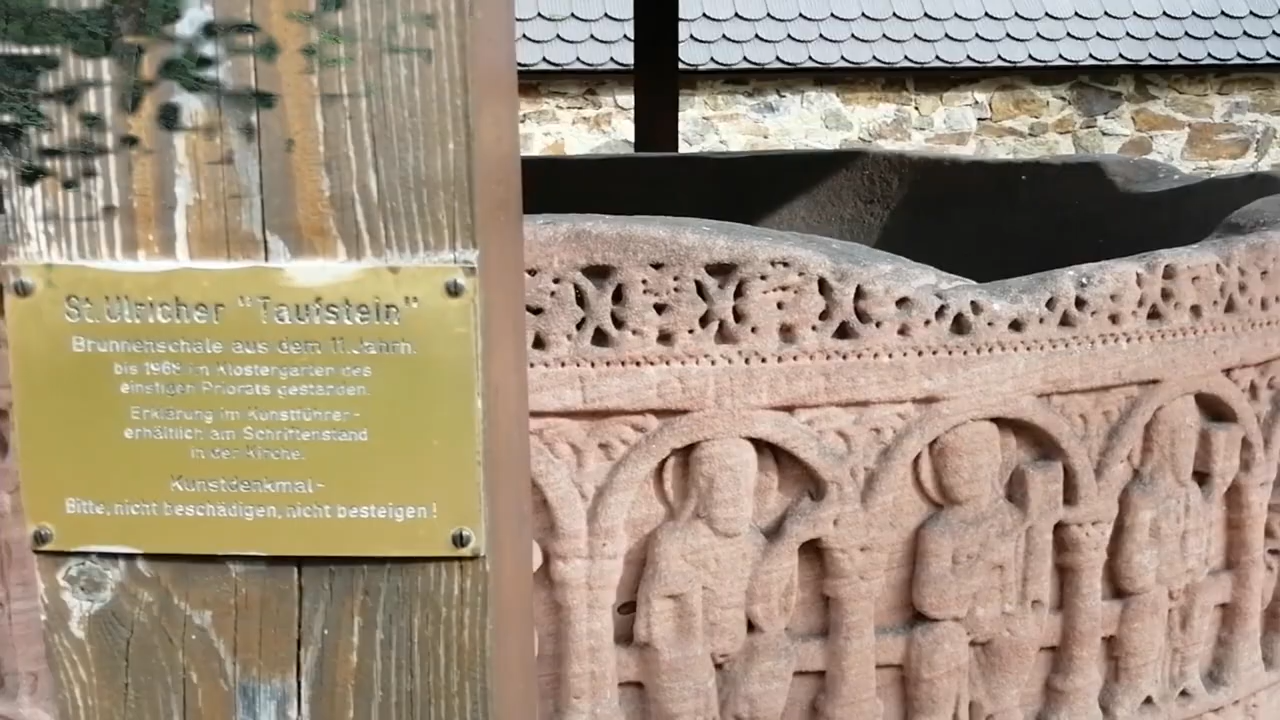 St. Ulricher "Taufstein"
Brunnenschale aus dem 11. Jahrh.
bis 1968 im Klostergarten des
einstigen Priorats gestanden.
Erklärung im Kunstführer-
erhältlich am Schriftenstand
in der Kirche.
Kunstdenkmal-
Bitte, nicht beschädigen, nicht besteigen!